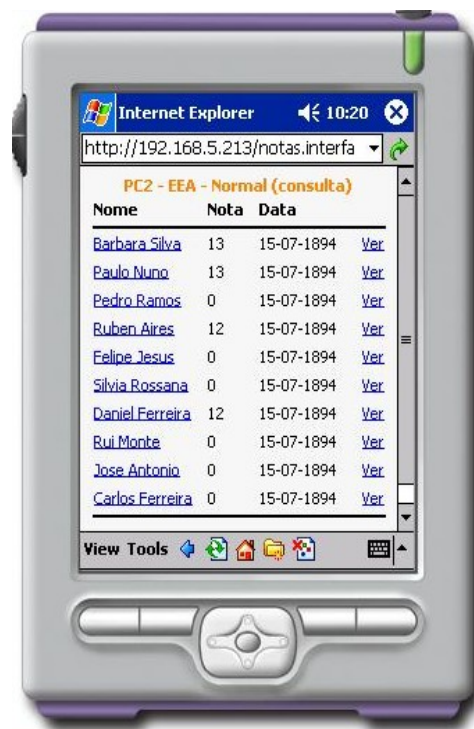 Internet Explorer 10:20
http://192.168.5.213/notas.interfa
PC2 - EEA - Normal (consulta)
Nome Nota Data
Barbara Silva 13 15-07-1894 Ver
Paulo Nuno 13 15-07-1894 Ver
Pedro Ramos 0 15-07-1894 Ver
Ruben Aires 12 15-07-1894 Ver
Felipe Jesus 0 15-07-1894 Ver
Silvia Rossana 0 15-07-1894 Ver
Daniel Ferreira 12 15-07-1894 Ver
Rui Monte 0 15-07-1894 Ver
Jose Antonio 0 15-07-1894 Ver
Carlos Ferreira 0 15-07-1894 Ver
View Tools